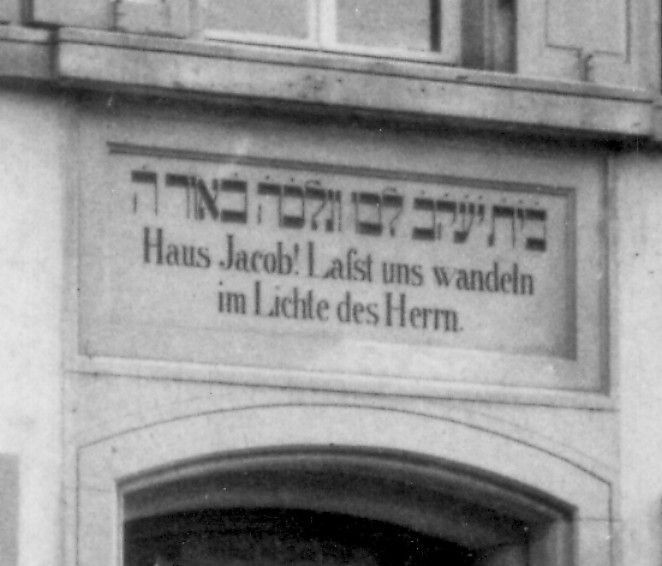 בית יעקב לכו ונלכה באור ה
Haus Jacob! Laſst uns wandeln
im Lichte des Herrn.